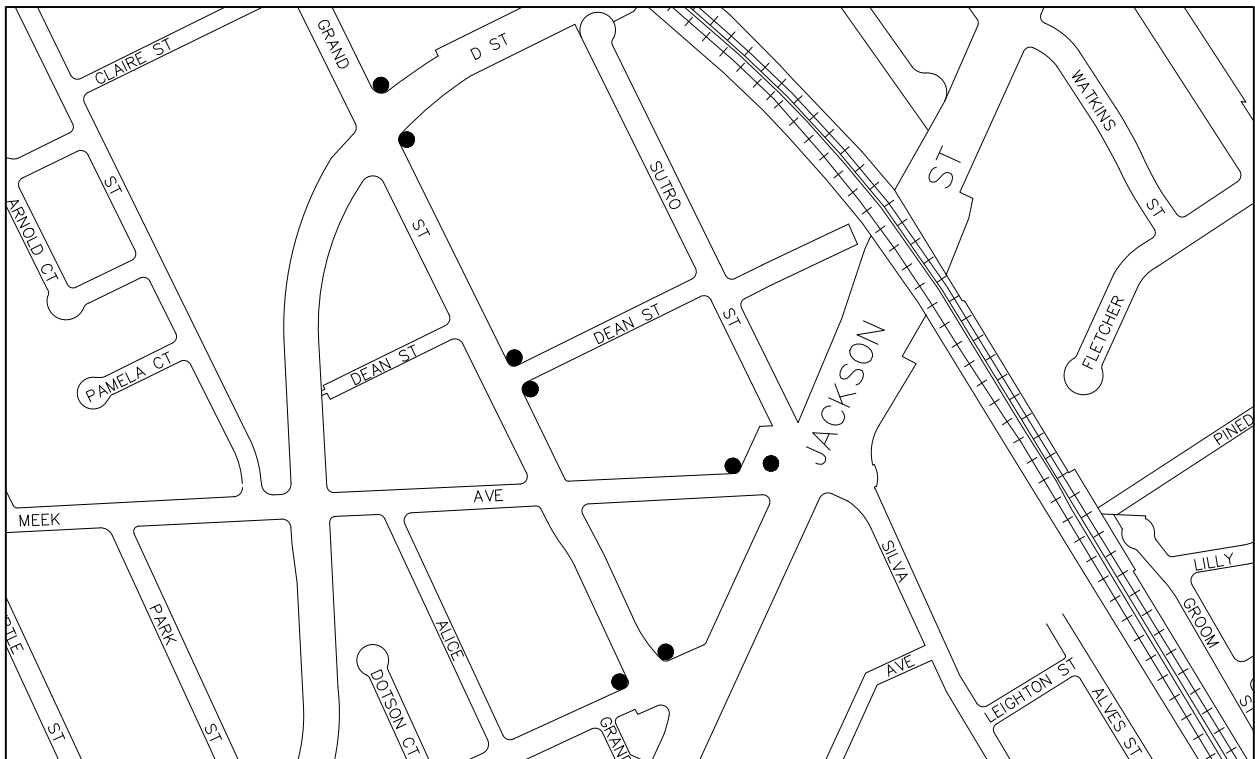 GRAND
CLAIRE ST
D ST
WATKINS
ST
ST
SUTRO
ST
ARNOLD CT
ST
ST
DEAN ST
ST
FLETCHER
DEAN ST
PAMELA CT
JACKSON
PINED
AVE
MEEK
SILVA
LILLY
PARK
ALICE
GROOM
RTLE
AVE
LEIGHTON ST
DOTSON CT
ALVES ST
ST
ST
GRAND
S